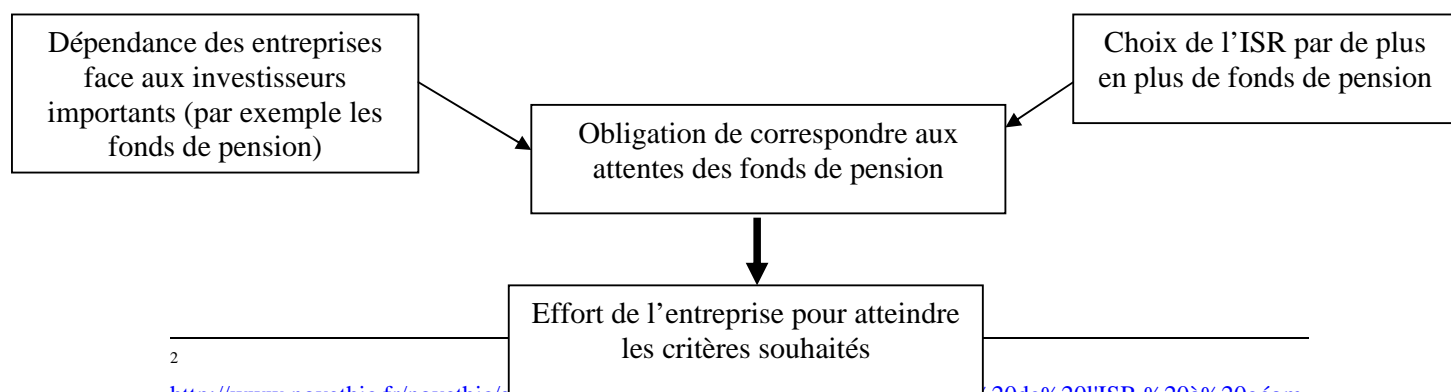 Dépendance des entreprises
face aux investisseurs
importants (par exemple les
fonds de pension)
Choix de l’ISR par de plus
en plus de fonds de pension
Obligation de correspondre aux
attentes des fonds de pension
Effort de l’entreprise pour atteindre
les critères souhaités
2